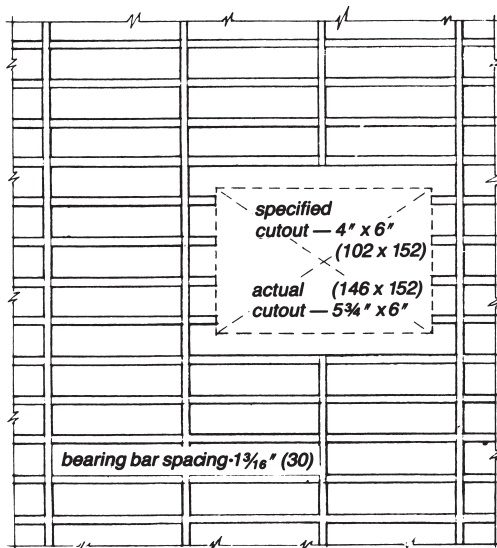 specified
cutout — 4" x 6"
(102 x 152)
actual (146 x 152)
cutout — 5¾" x 6"
bearing bar spacing-1³⁄₁₆" (30)